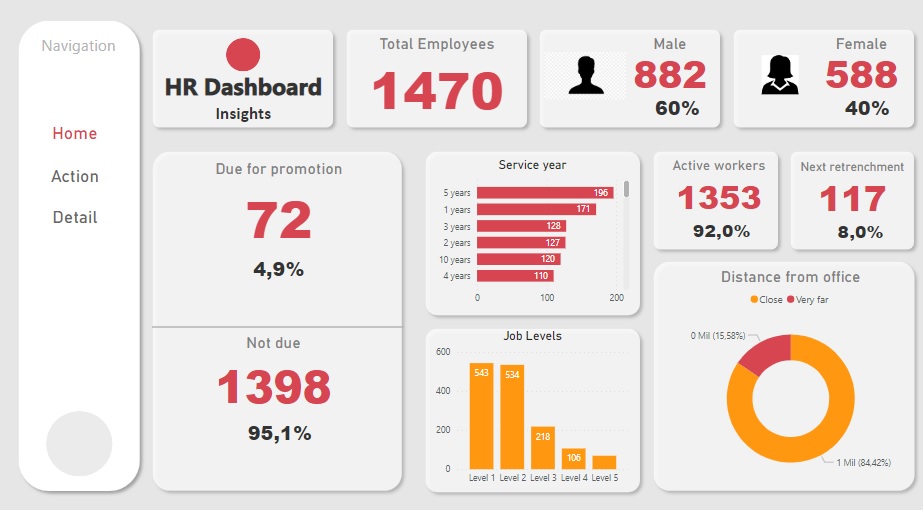 Navigation
Home
Action
Detail
HR Dashboard
Insights
Total Employees
1470
Male
882
60%
Female
588
40%
Due for promotion
72
4,9%
Not due
1398
95,1%
Service year
5 years 196
1 years 171
3 years 128
2 years 127
10 years 120
4 years 110
0 100 200
Job Levels
600
400
200
0
543 534 218 106
Level 1 Level 2 Level 3 Level 4 Level 5
Active workers
1353
92,0%
Next retrenchment
117
8,0%
Distance from office
Close Very far
0 Mil (15,58%)
1 Mil (84,42%)